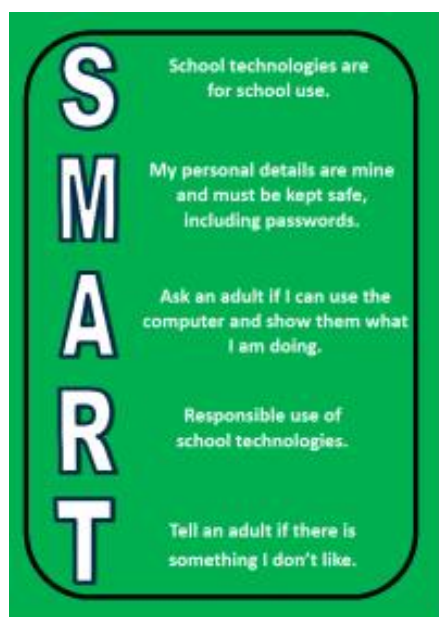 S
School technologies are
for school use.
M
My personal details are mine
and must be kept safe,
including passwords.
A
Ask an adult if I can use the
computer and show them what
I am doing.
R
Responsible use of
school technologies.
T
Tell an adult if there is
something I don't like.